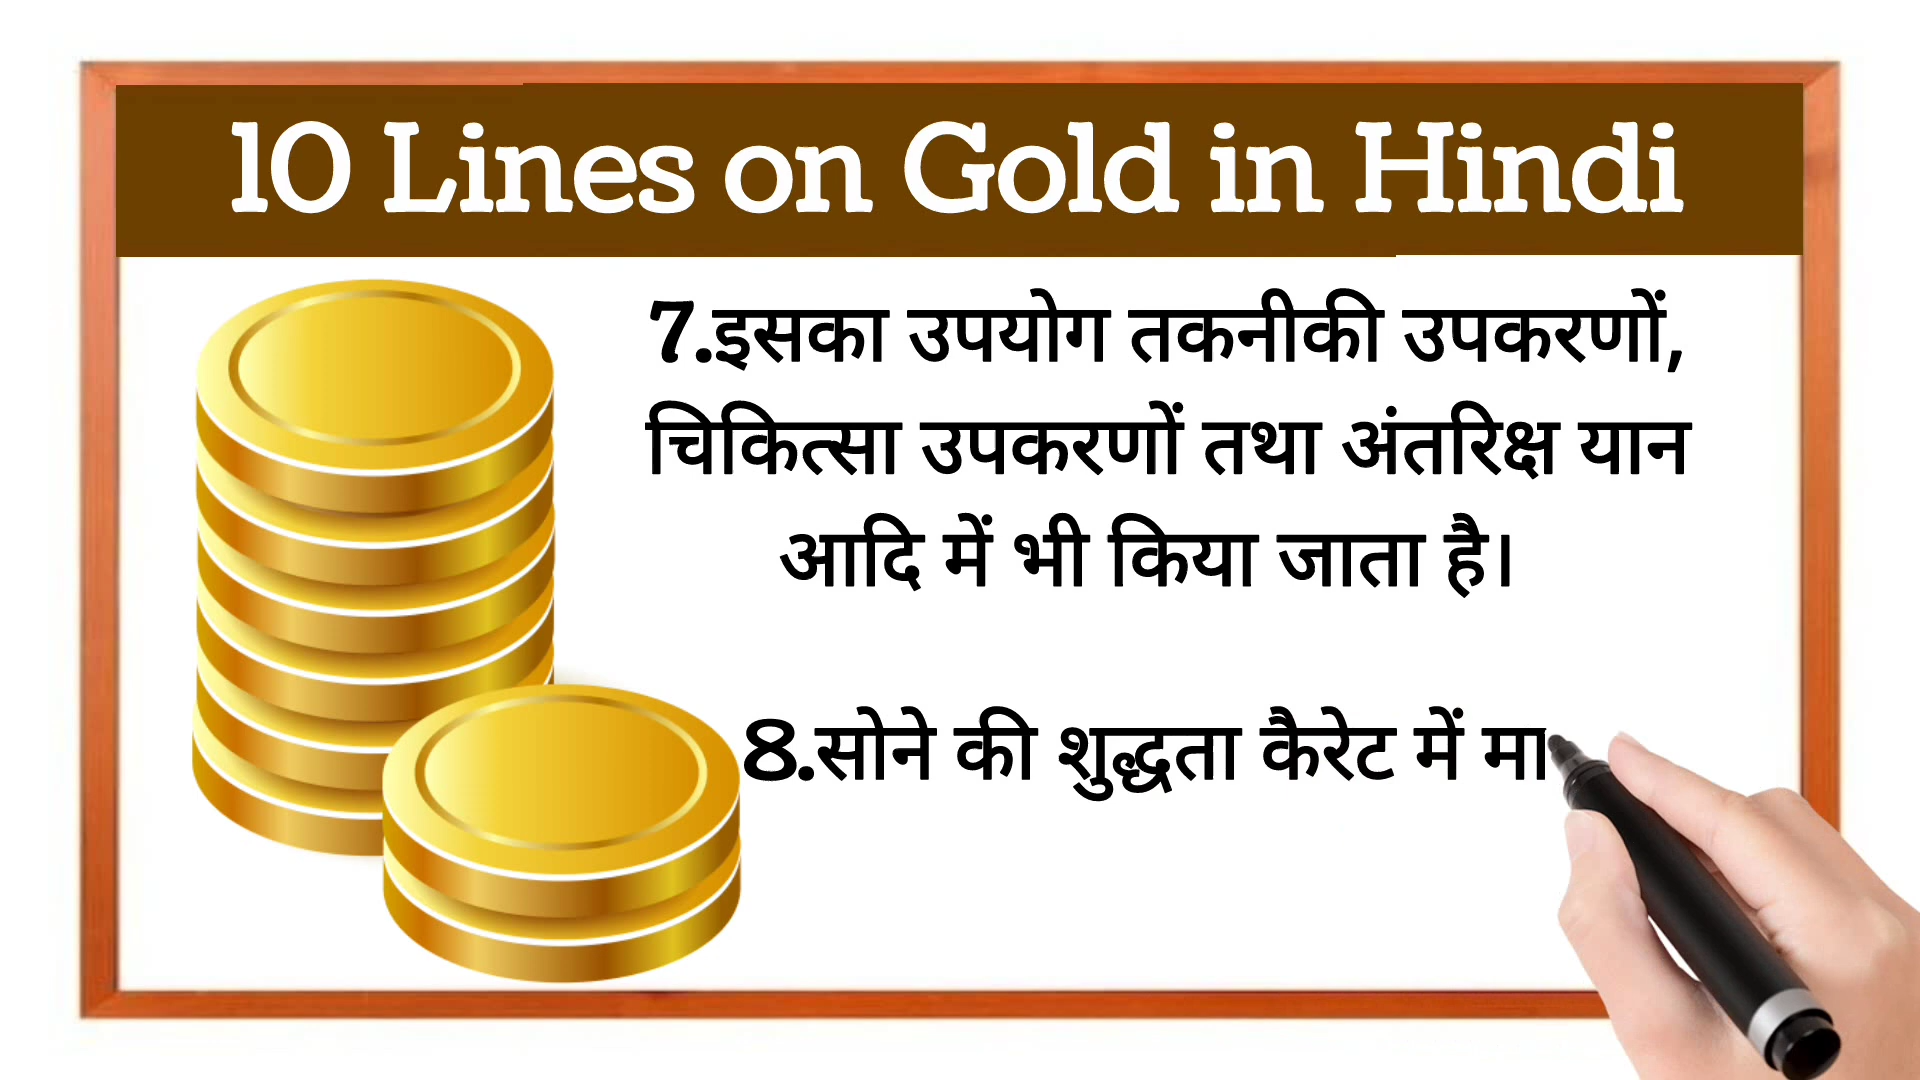 10 Lines on Gold in Hindi
7.इसका उपयोग तकनीकी उपकरणों,
चिकित्सा उपकरणों तथा अंतरिक्ष यान
आदि में भी किया जाता है।
8.सोने की शुद्धता कैरेट में मा